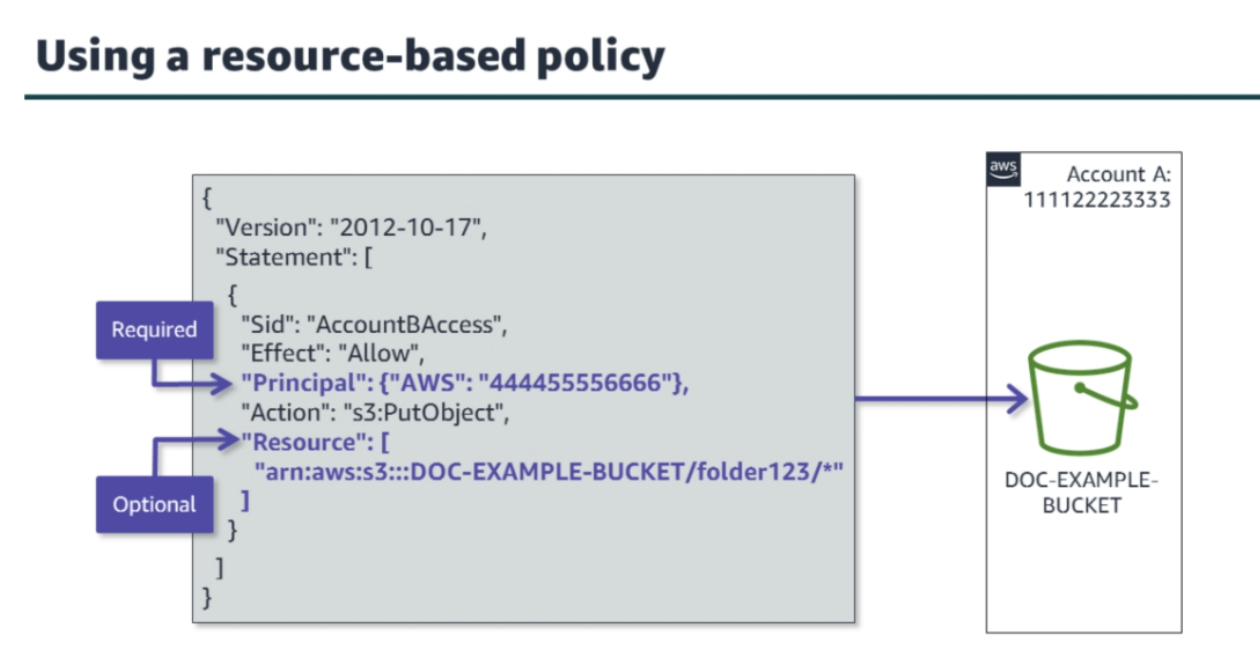 Using a resource-based policy
{
"Version": "2012-10-17",
"Statement": [
{
"Sid": "AccountBAccess",
"Effect": "Allow",
"Principal": {"AWS": "444455556666"},
"Action": "s3:PutObject",
"Resource": [
"arn:aws:s3:::DOC-EXAMPLE-BUCKET/folder123/*"
]
}
]
}
Required
Optional
aws
Account A:
111122223333
DOC-EXAMPLE-
BUCKET